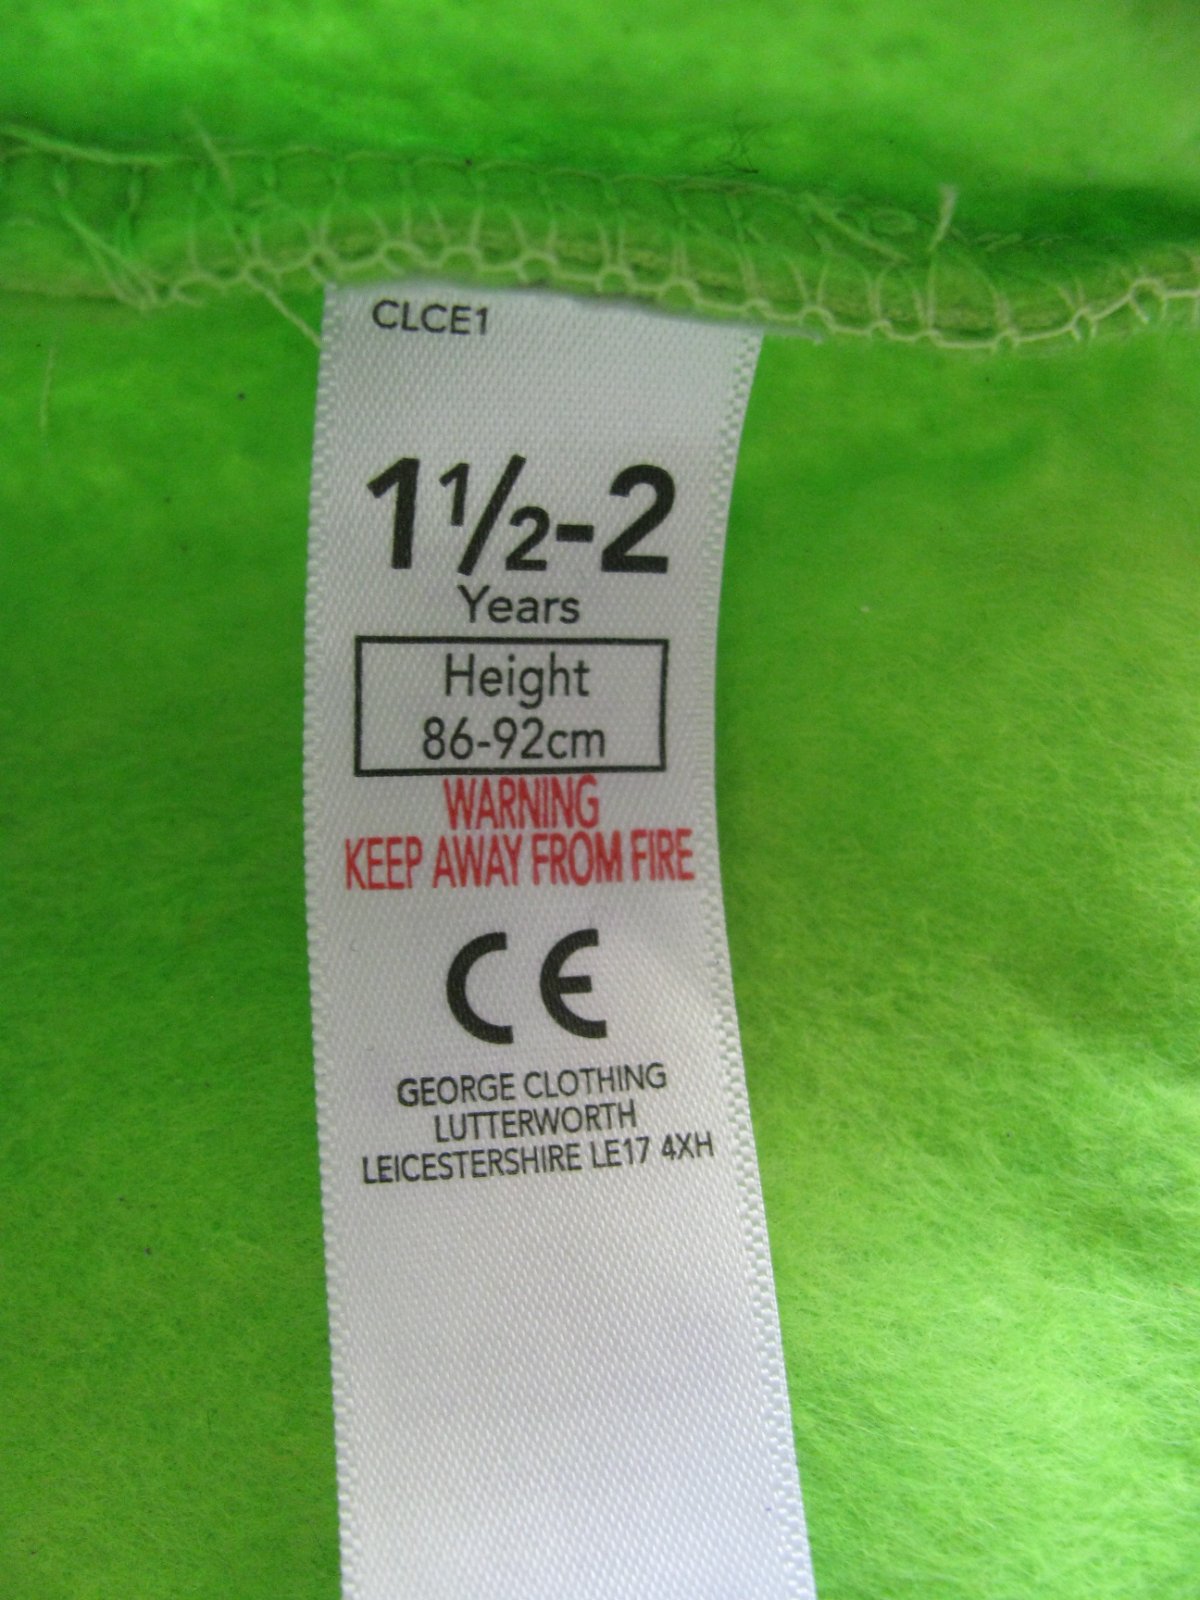 CLCE1
1½-2
Years
Height
86-92cm
WARNING
KEEP AWAY FROM FIRE
CE
GEORGE CLOTHING
LUTTERWORTH
LEICESTERSHIRE LE17 4XH